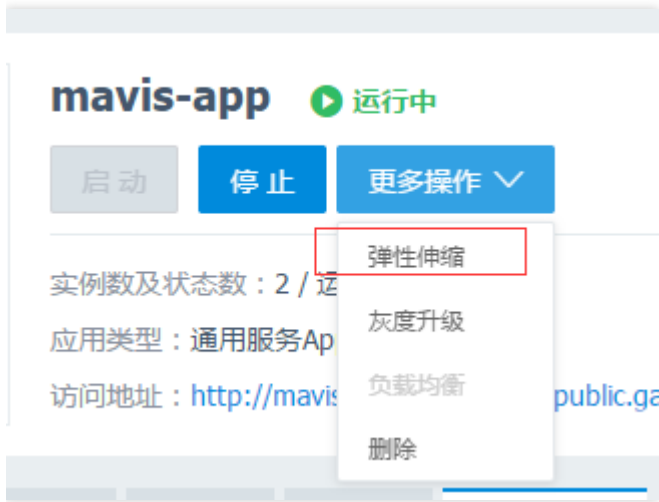 mavis-app 运行中
启动 停止 更多操作
弹性伸缩
实例数及状态数：2 / 运
灰度升级
应用类型：通用服务Ap
负载均衡
访问地址：http://mavis public.ga
删除